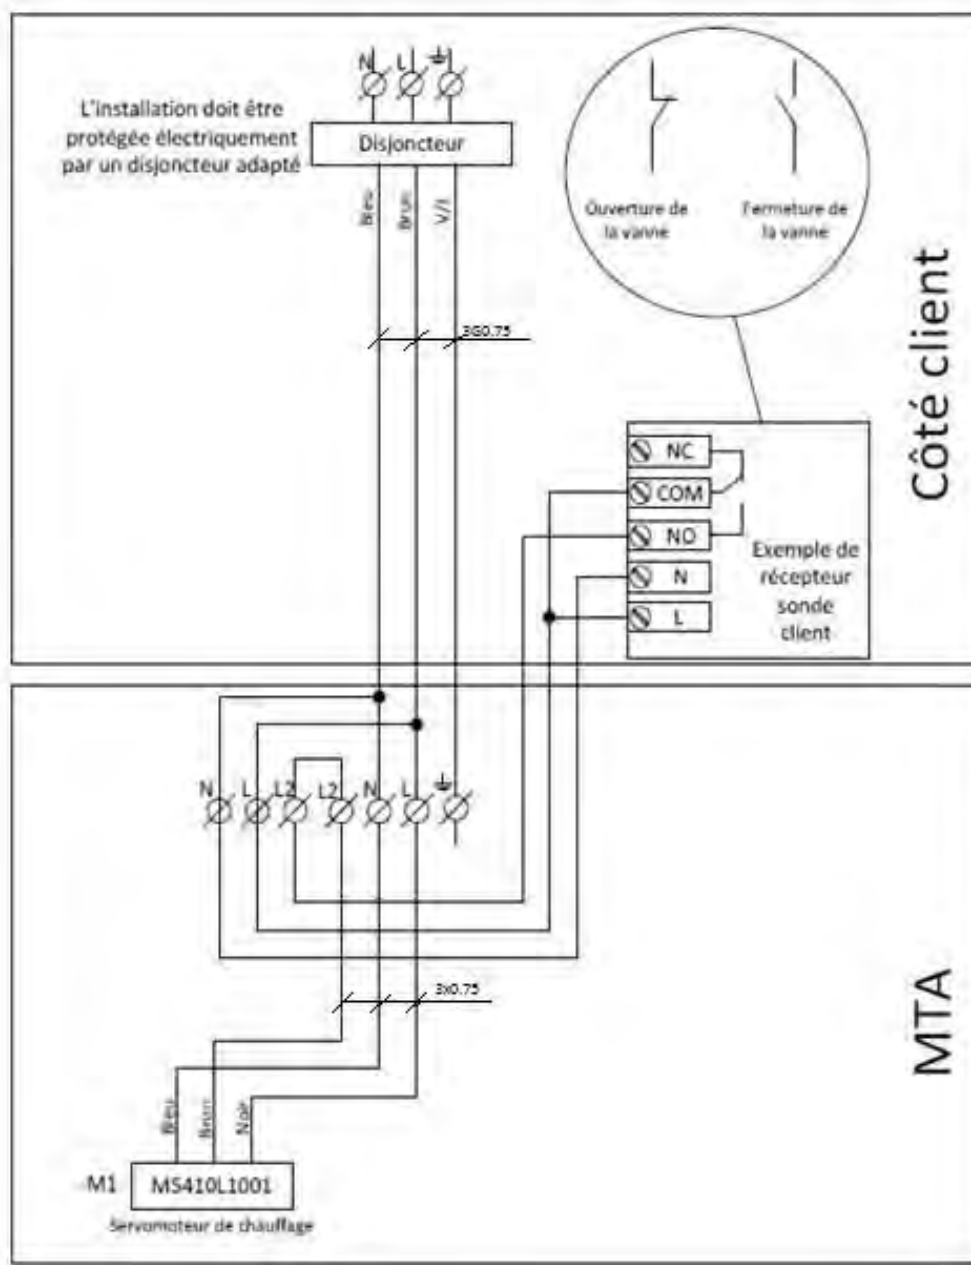 N L
L'installation doit être
protégée électriquement
par un disjoncteur adapté
Disjoncteur
Bleu
Brun
V/J
3G0.75
Ouverture de
la vanne
Fermeture de
la vanne
Côté client
NC
COM
NO
N
L
Exemple de
récepteur
sonde
client
N L L2 L2 N L
3x0.75
MTA
Bleu
Brun
Noir
M1
MS410L1001
Servomoteur de chauffage